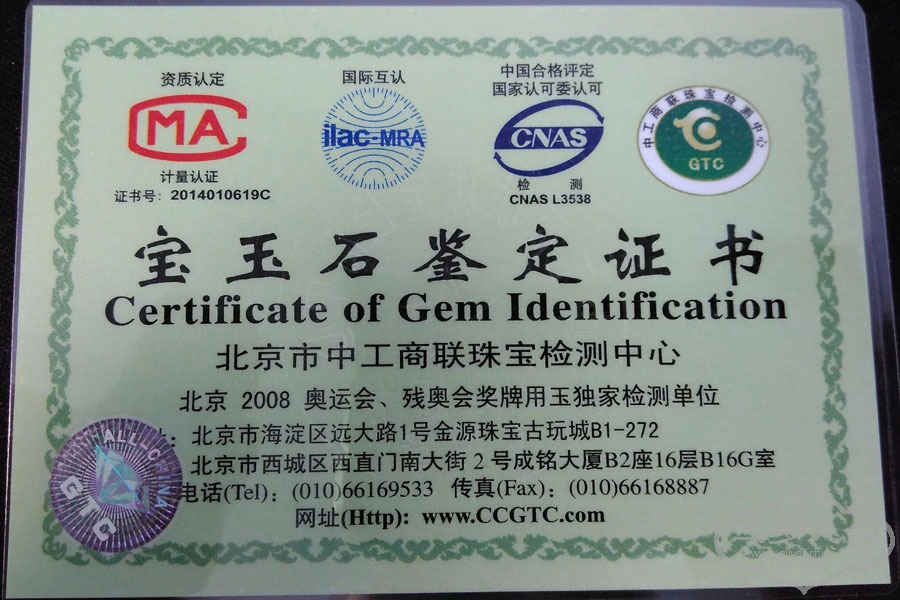 资质认定
国际互认
中国合格评定
国家认可委认可
中工商联珠宝检测中心
MA
ilac-MRA
CNAS
GTC
计量认证
检 测
证书号：2014010619C
CNAS L3538
宝玉石鉴定证书
Certificate of Gem Identification
北京市中工商联珠宝检测中心
北京 2008 奥运会、残奥会奖牌用玉独家检测单位
：北京市海淀区远大路1号金源珠宝古玩城B1-272
北京市西城区西直门南大街 2 号成铭大厦B2座16层B16G室
电话(Tel)：(010)66169533 传真(Fax)：(010)66168887
网址(Http)：www.CCGTC.com
ALL-CHINA
GTC